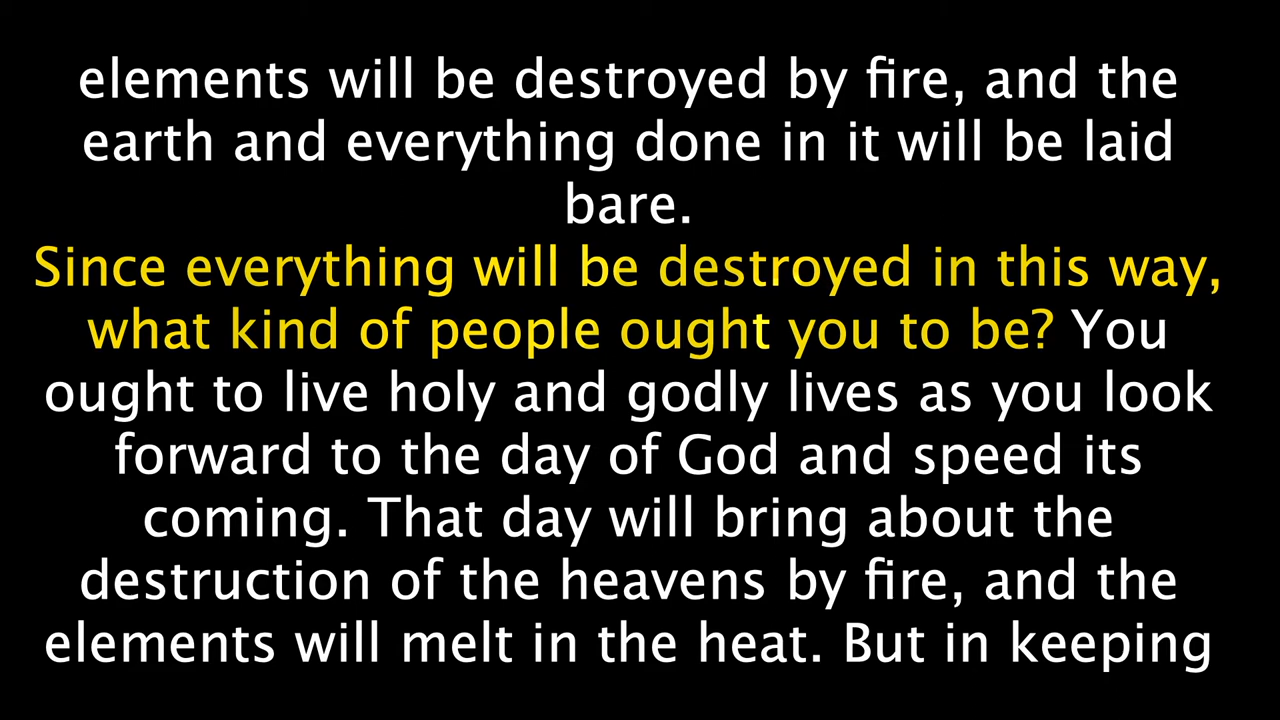 elements will be destroyed by fire, and the
earth and everything done in it will be laid
bare.
Since everything will be destroyed in this way,
what kind of people ought you to be? You
ought to live holy and godly lives as you look
forward to the day of God and speed its
coming. That day will bring about the
destruction of the heavens by fire, and the
elements will melt in the heat. But in keeping